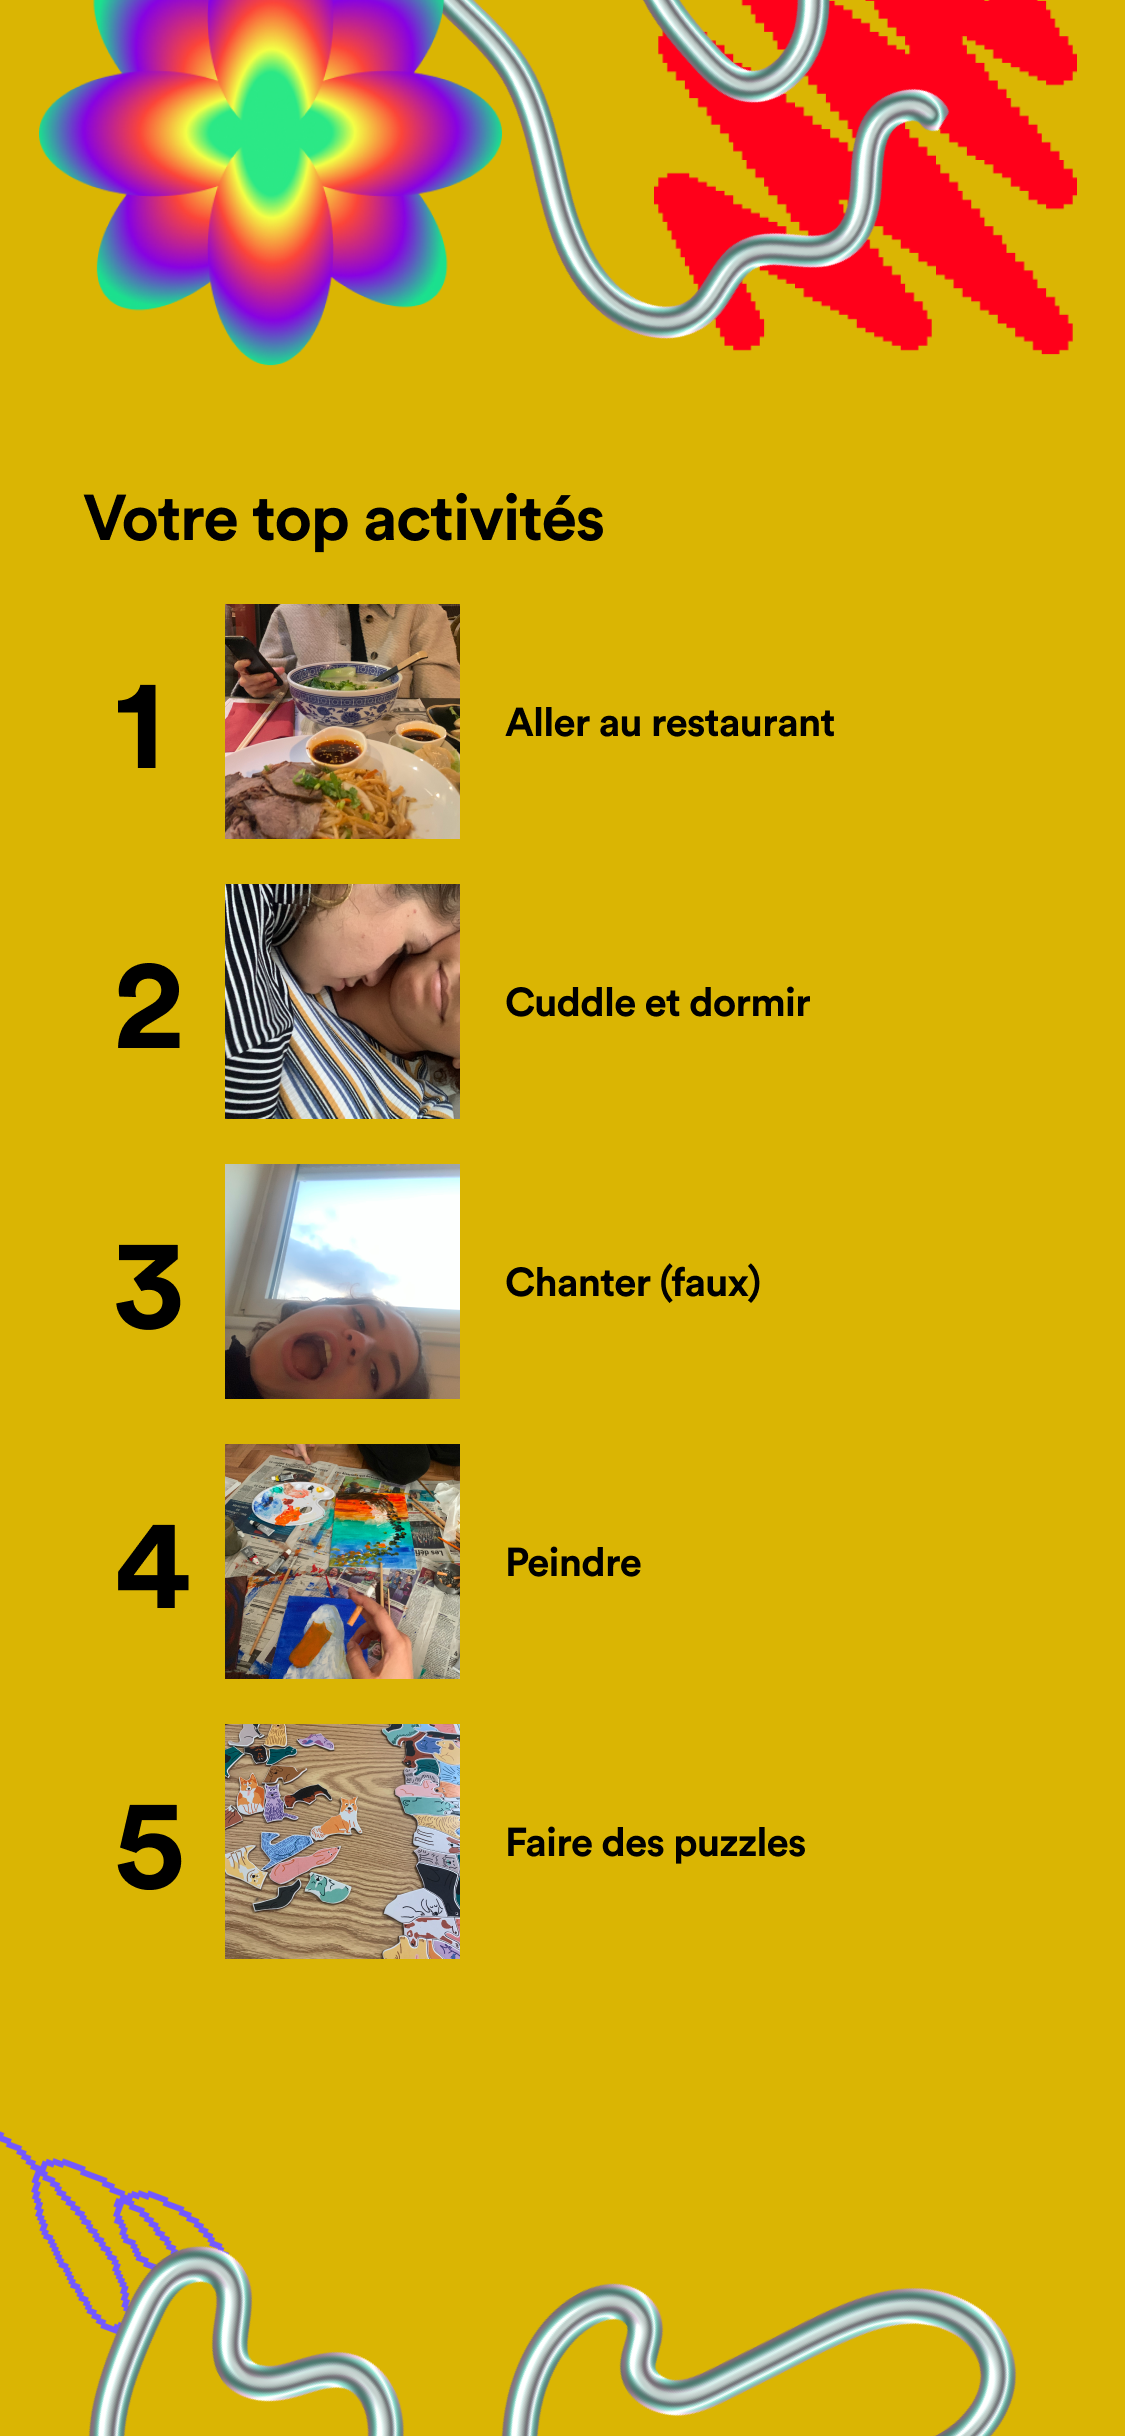 Votre top activités
1
Aller au restaurant
2
Cuddle et dormir
3
Chanter (faux)
4
Peindre
5
Faire des puzzles